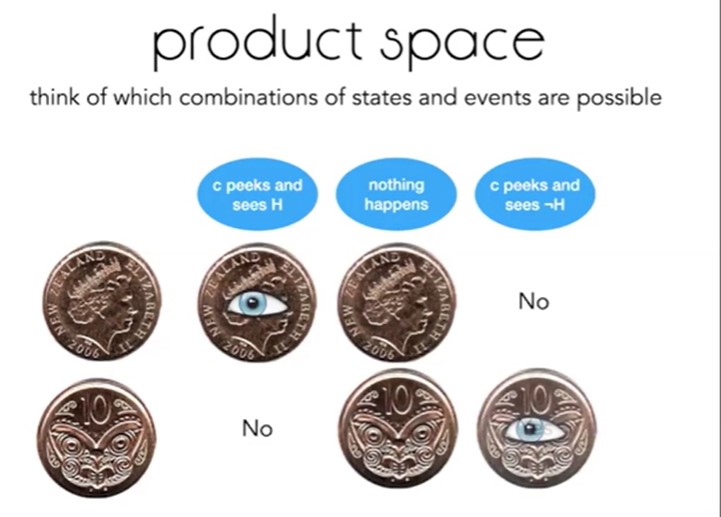 product space
think of which combinations of states and events are possible
c peeks and
sees H
nothing
happens
c peeks and
sees ¬H
NEW ZEALAND ELIZABETH II
2006
NEW ZEALAND ELIZABETH II
2006
NEW ZEALAND ELIZABETH II
2006
No
10
No
10
10